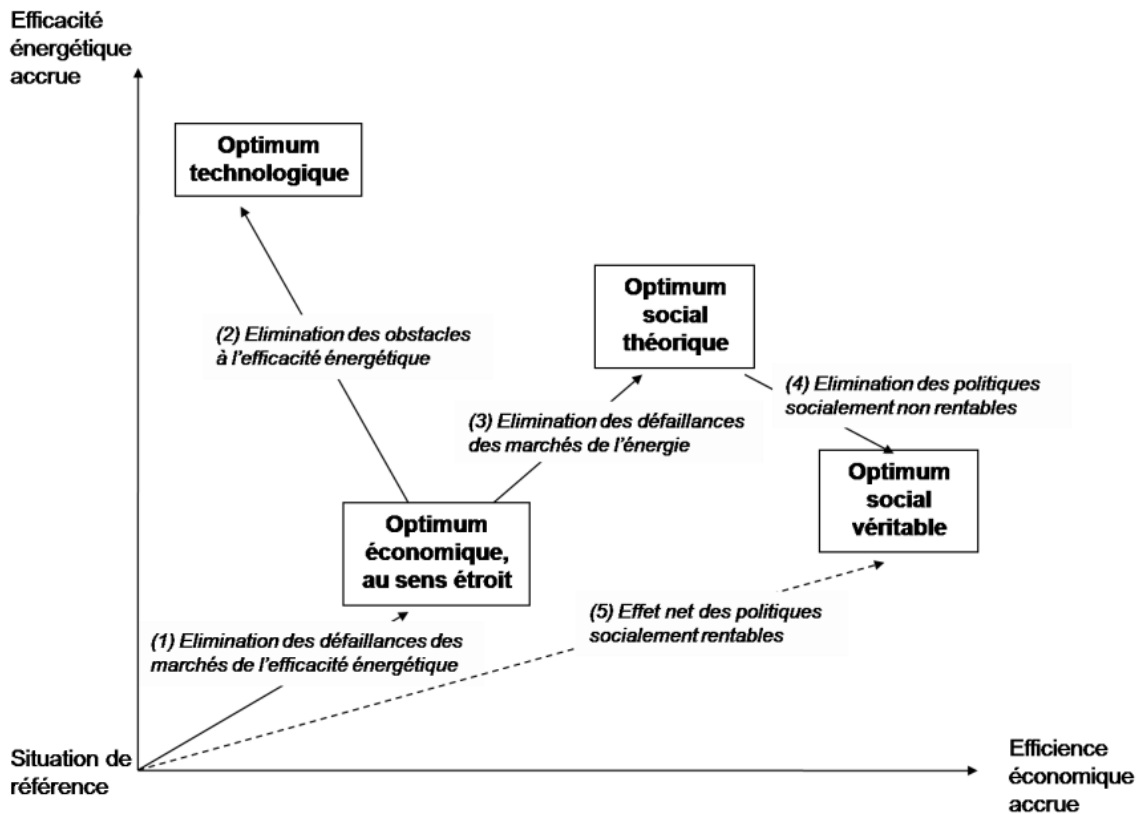 Efficacité
énergétique
accrue
Optimum
technologique
(2) Elimination des obstacles
à l'efficacité énergétique
Optimum
social
théorique
(4) Elimination des politiques
socialement non rentables
(3) Elimination des défaillances
des marchés de l'énergie
Optimum
social
véritable
Optimum
économique,
au sens étroit
(5) Effet net des politiques
socialement rentables
(1) Elimination des défaillances des
marchés de l'efficacité énergétique
Situation de
référence
Efficience
économique
accrue